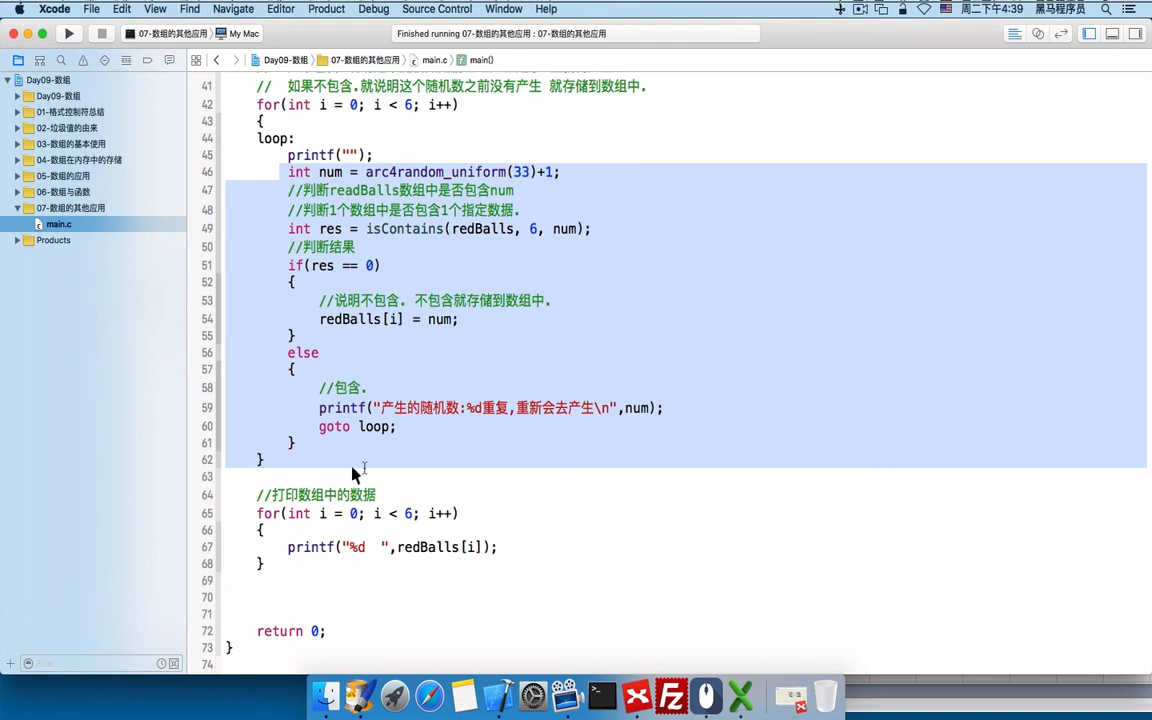 Xcode File Edit View Find Navigate Editor Product Debug Source Control Window Help 周二下午4:39 黑马程序员
07-数组的其他应用 My Mac Finished running 07-数组的其他应用 : 07-数组的其他应用
Day09-数组 07-数组的其他应用 main.c main()
Day09-数组
Day09-数组
01-格式控制符总结
02-垃圾值的由来
03-数组的基本使用
04-数组在内存中的存储
05-数组的应用
06-数组与函数
07-数组的其他应用
main.c
Products
41 // 如果不包含.就说明这个随机数之前没有产生 就存储到数组中.
42 for(int i = 0; i < 6; i++)
43 {
44 loop:
45 printf("");
46 int num = arc4random_uniform(33)+1;
47 //判断readBalls数组中是否包含num
48 //判断1个数组中是否包含1个指定数据.
49 int res = isContains(redBalls, 6, num);
50 //判断结果
51 if(res == 0)
52 {
53 //说明不包含. 不包含就存储到数组中.
54 redBalls[i] = num;
55 }
56 else
57 {
58 //包含.
59 printf("产生的随机数:%d重复,重新会去产生\n",num);
60 goto loop;
61 }
62 }
63
64 //打印数组中的数据
65 for(int i = 0; i < 6; i++)
66 {
67 printf("%d  ",redBalls[i]);
68 }
69
70
71
72 return 0;
73 }
74
Filter